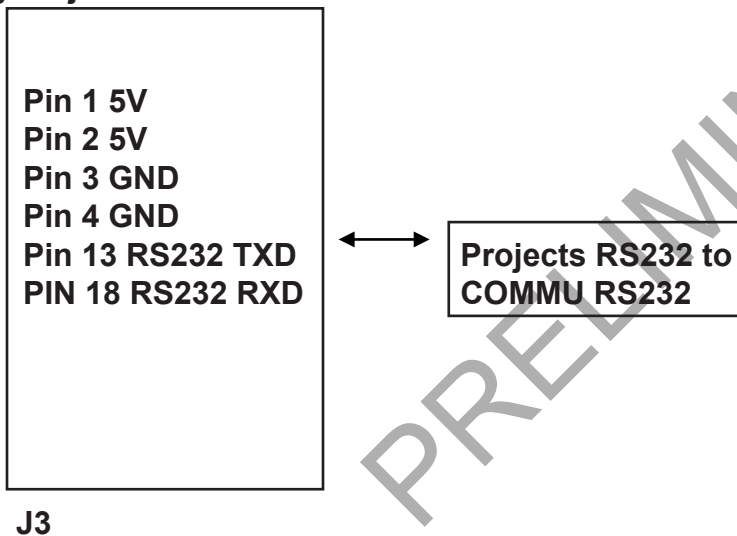 Pin 1 5V
Pin 2 5V
Pin 3 GND
Pin 4 GND
Pin 13 RS232 TXD
PIN 18 RS232 RXD
Projects RS232 to
COMMU RS232
J3